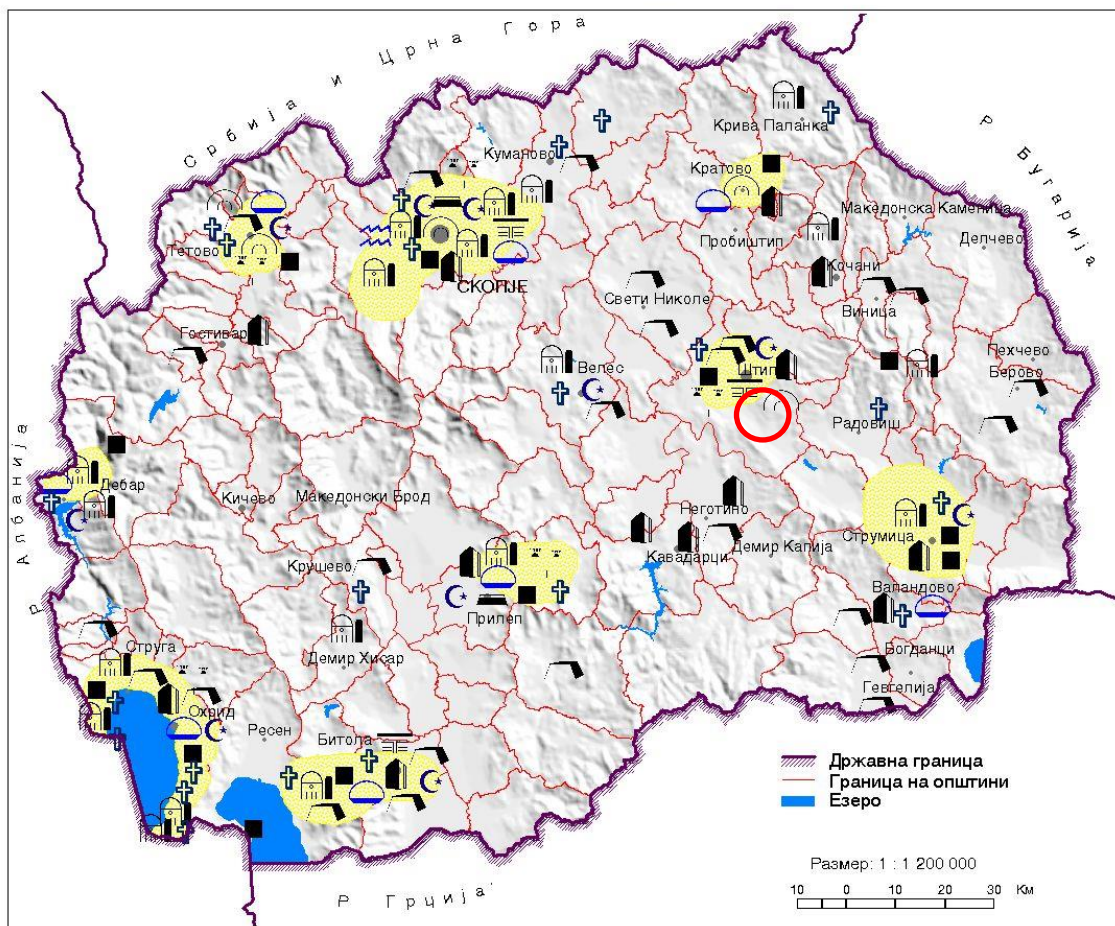 Србија и Црна Гора
Р Бугарија
Р Албанија
Р Грција
Крива Паланка
Куманово
Кратово
Македонска Каменица
Тетово
Пробиштип
Делчево
Кочани
СКОПЈЕ
Свети Николе
Виница
Гостивар
Пехчево
Велес
Штип
Берово
Радовиш
Дебар
Кичево
Македонски Брод
Неготино
Струмица
Кавадарци
Демир Капија
Крушево
Валандово
Прилеп
Струга
Демир Хисар
Богданци
Гевгелија
Охрид
Ресен
Битола
Државна граница
Граница на општини
Езеро
Размер: 1 : 1 200 000
10 0 10 20 30 Км